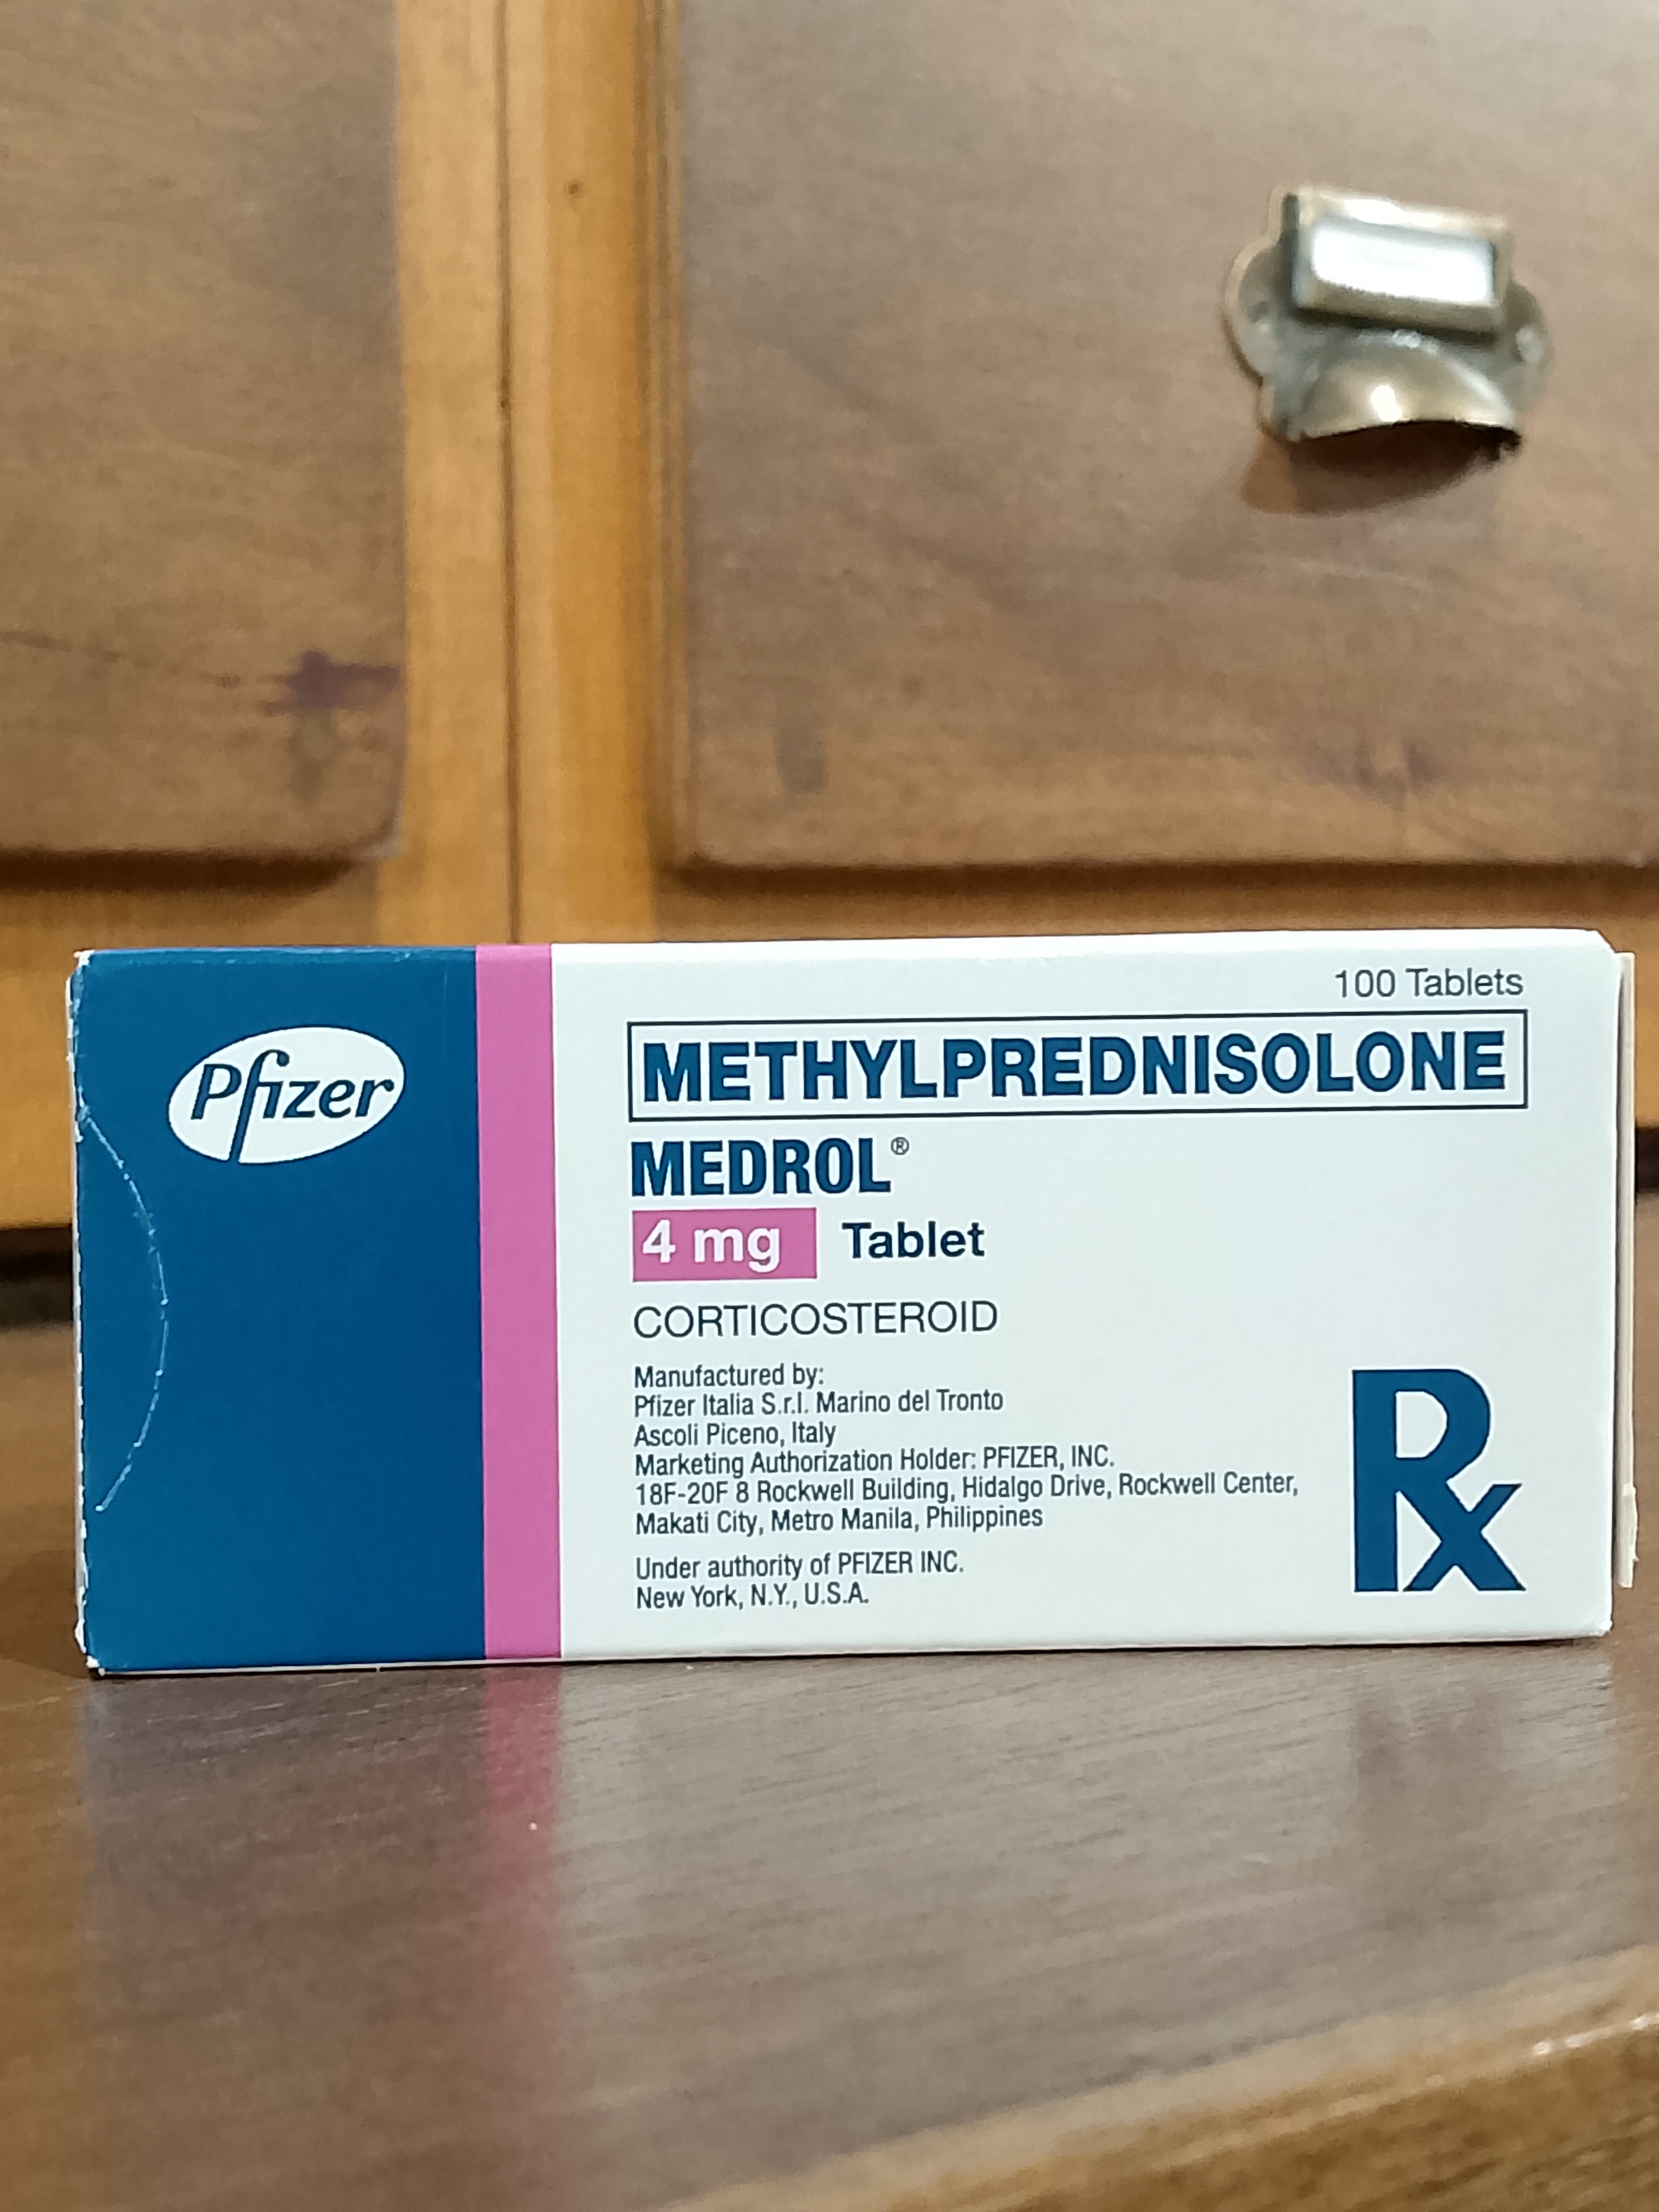 Pfizer
100 Tablets
METHYLPREDNISOLONE
MEDROL®
4 mg Tablet
CORTICOSTEROID
Manufactured by:
Pfizer Italia S.r.l. Marino del Tronto
Ascoli Piceno, Italy
Marketing Authorization Holder: PFIZER, INC.
18F-20F 8 Rockwell Building, Hidalgo Drive, Rockwell Center,
Makati City, Metro Manila, Philippines
Under authority of PFIZER INC.
New York, N.Y., U.S.A.
Rx